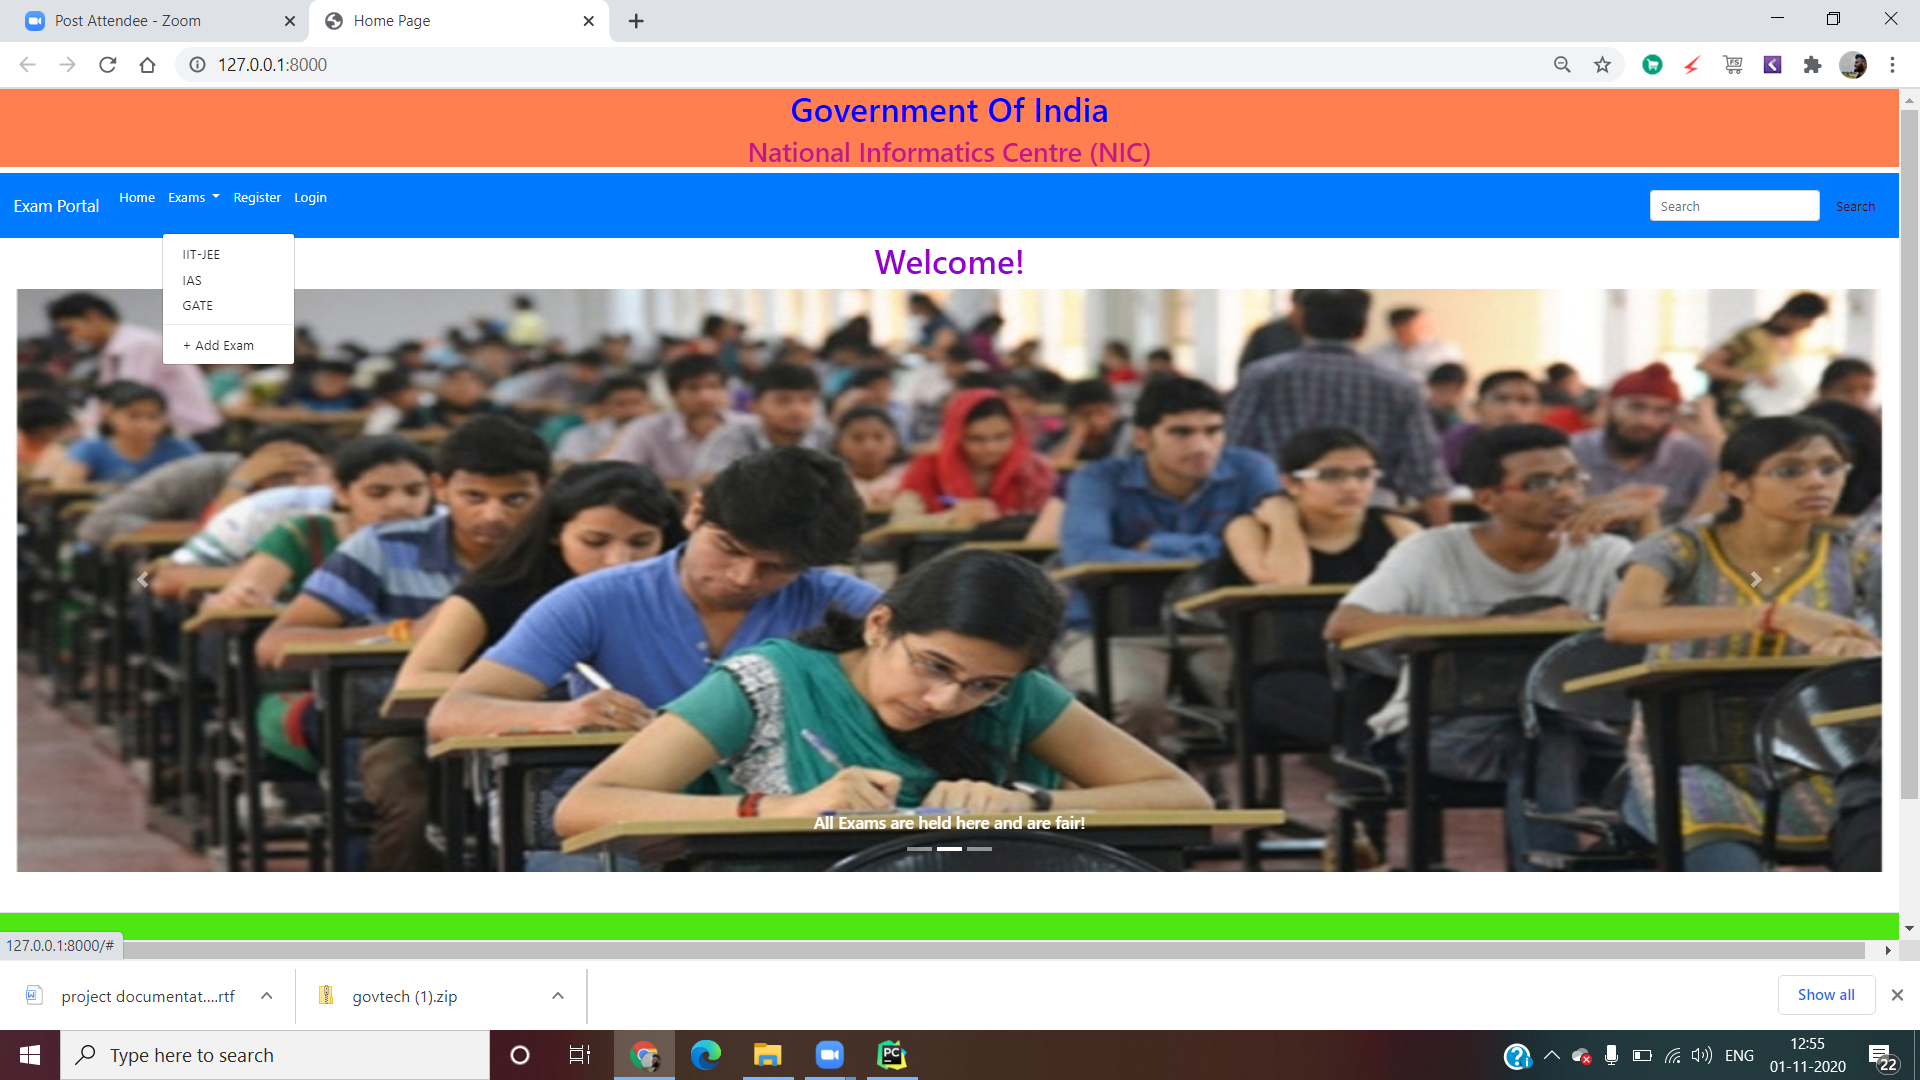 Post Attendee - Zoom
Home Page
127.0.0.1:8000
FS
Government Of India
National Informatics Centre (NIC)
Exam Portal
Home
Exams
Register
Login
Search
Search
IIT-JEE
IAS
GATE
+ Add Exam
Welcome!
All Exams are held here and are fair!
127.0.0.1:8000/#
project documentat....rtf
govtech (1).zip
Show all
Type here to search
PC
ENG
12:55
01-11-2020
22